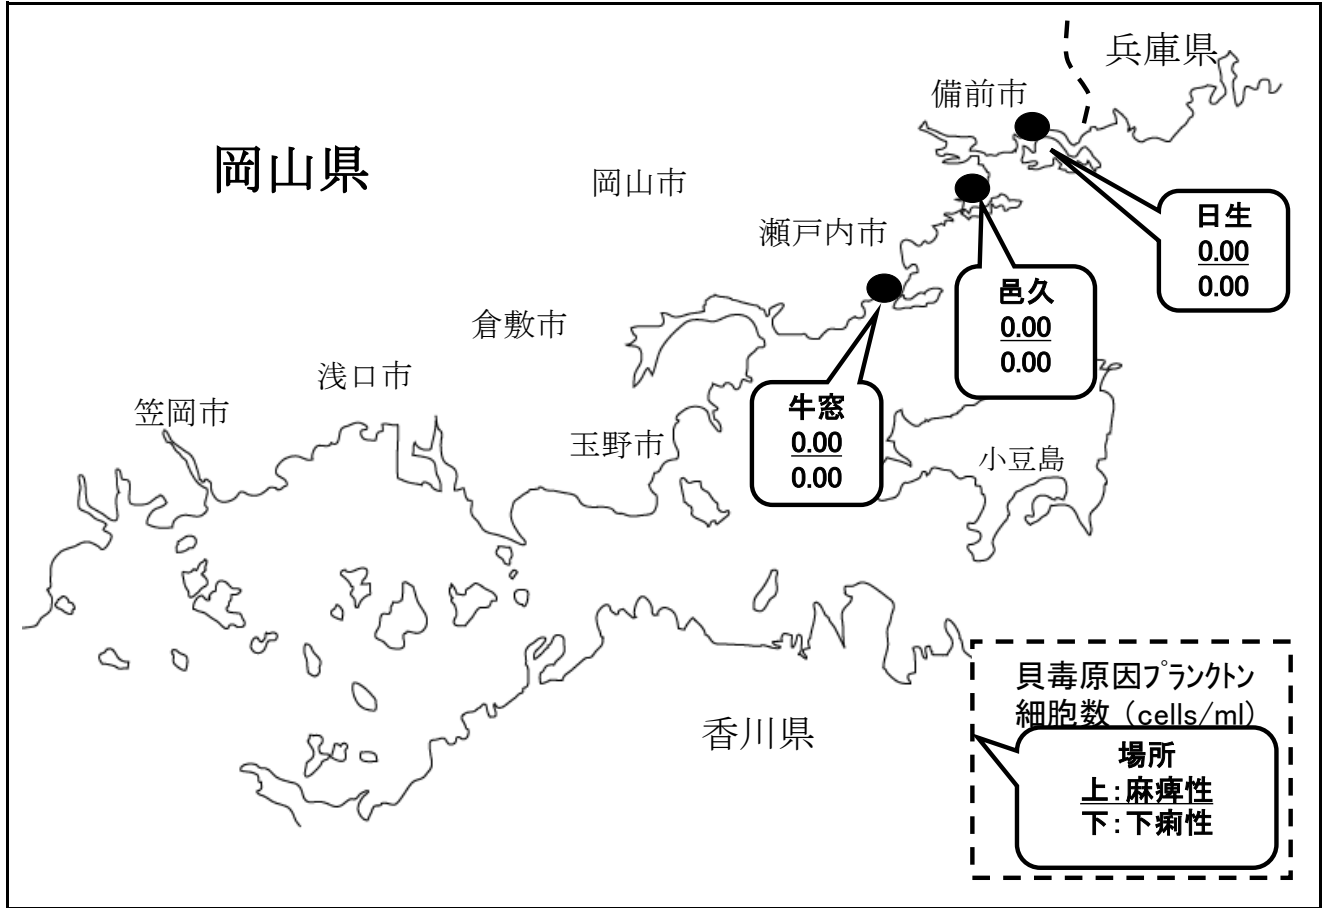 兵庫県
備前市
岡山県
岡山市
日生
0.00
0.00
瀬戸内市
邑久
0.00
0.00
倉敷市
浅口市
牛窓
0.00
0.00
笠岡市
玉野市
小豆島
香川県
貝毒原因プランクトン
細胞数 (cells/ml)
場所
上:麻痺性
下:下痢性